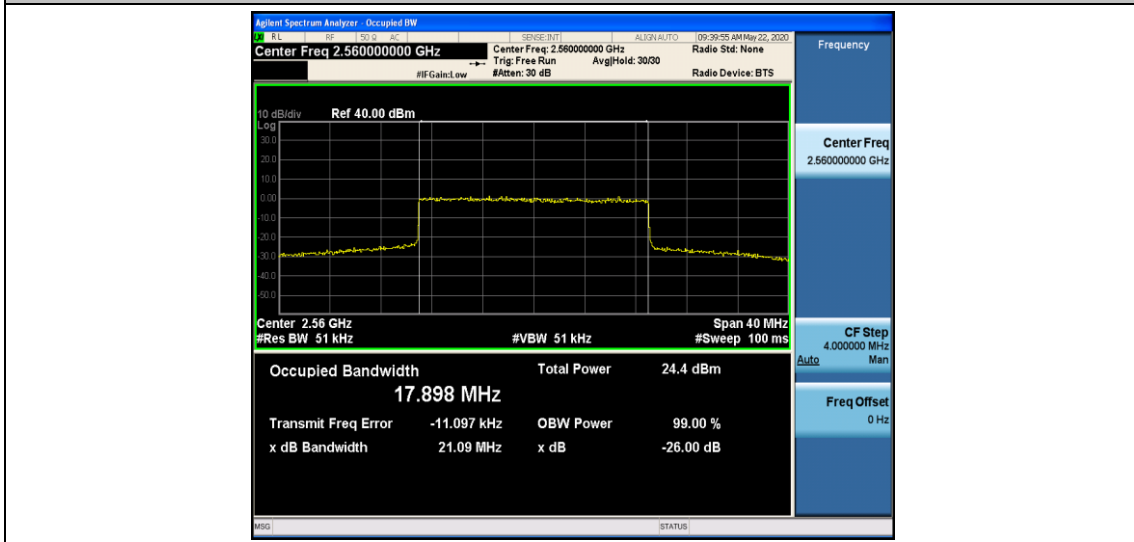 Agilent Spectrum Analyzer - Occupied BW
RL RF 50 Ω AC SENSE:INT ALIGN AUTO 09:39:55 AM May 22, 2020
Center Freq 2.560000000 GHz Center Freq: 2.560000000 GHz Radio Std: None Frequency
Trig: Free Run Avg|Hold: 30/30
#IFGain:Low #Atten: 30 dB Radio Device: BTS
10 dB/div Ref 40.00 dBm
Log
30.0
20.0
10.0
0.00
-10.0
-20.0
-30.0
-40.0
-50.0
Center 2.56 GHz Span 40 MHz
#Res BW 51 kHz #VBW 51 kHz #Sweep 100 ms
Occupied Bandwidth Total Power 24.4 dBm
17.898 MHz
Transmit Freq Error -11.097 kHz OBW Power 99.00 %
x dB Bandwidth 21.09 MHz x dB -26.00 dB
Center Freq
2.560000000 GHz
CF Step
4.000000 MHz
Auto Man
Freq Offset
0 Hz
MSG STATUS